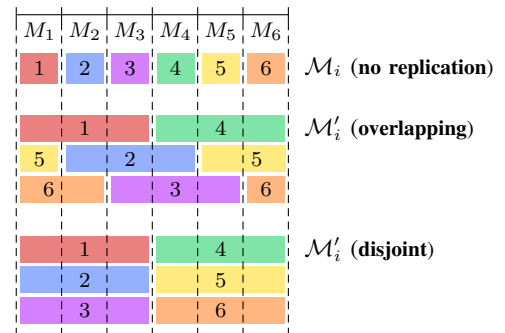 M₁ M₂ M₃ M₄ M₅ M₆
1 2 3 4 5 6 ℳᵢ (no replication)
1 4 ℳ′ᵢ (overlapping)
5 2 5
6 3 6
1 4 ℳ′ᵢ (disjoint)
2 5
3 6